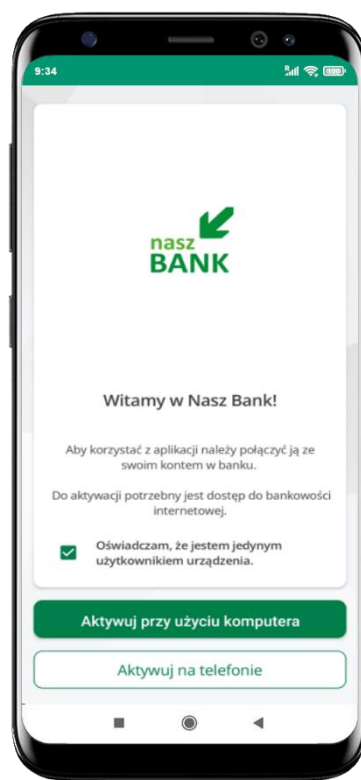 9:34
nasz
BANK
Witamy w Nasz Bank!
Aby korzystać z aplikacji należy połączyć ją ze
swoim kontem w banku.
Do aktywacji potrzebny jest dostęp do bankowości
internetowej.
Oświadczam, że jestem jedynym
użytkownikiem urządzenia.
Aktywuj przy użyciu komputera
Aktywuj na telefonie